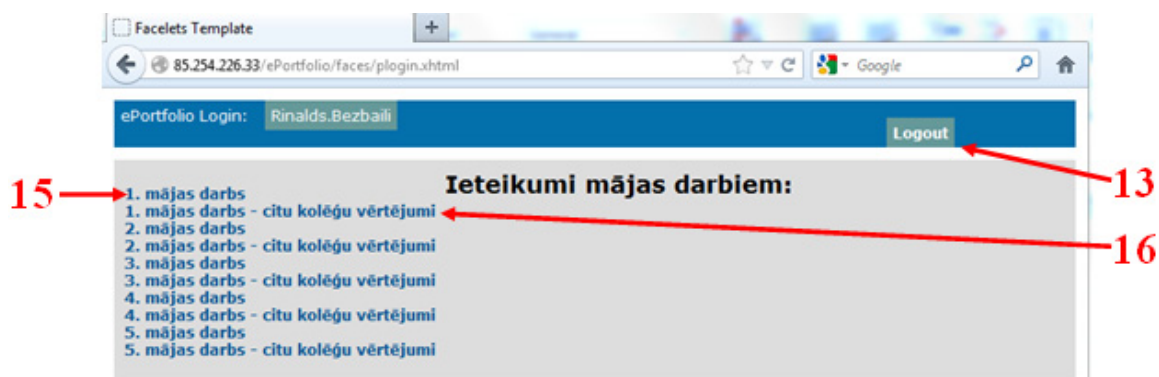 Facelets Template +
85.254.226.33/ePortfolio/faces/plogin.xhtml Google
ePortfolio Login: Rinalds.Bezbaili
Logout
13
Ieteikumi mājas darbiem:
15
1. mājas darbs
1. mājas darbs - citu kolēģu vērtējumi
16
2. mājas darbs
2. mājas darbs - citu kolēģu vērtējumi
3. mājas darbs
3. mājas darbs - citu kolēģu vērtējumi
4. mājas darbs
4. mājas darbs - citu kolēģu vērtējumi
5. mājas darbs
5. mājas darbs - citu kolēģu vērtējumi